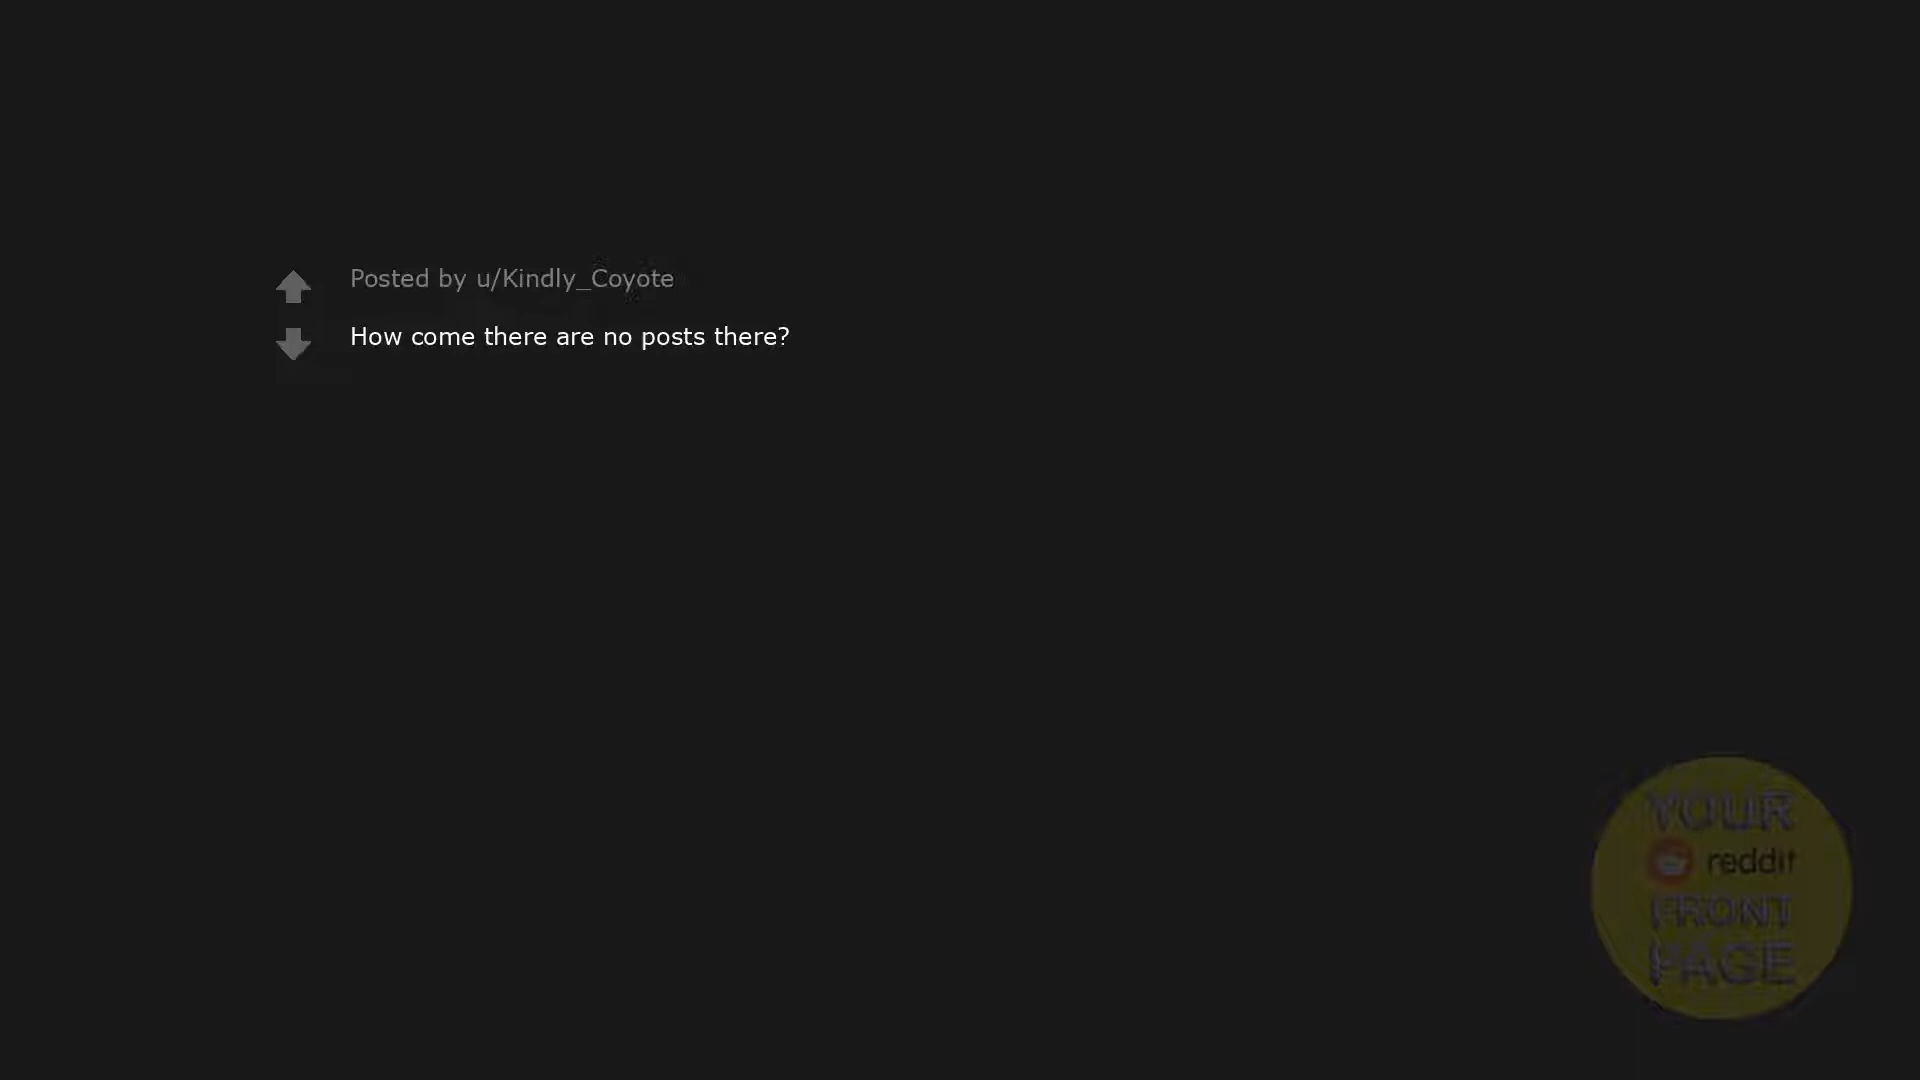 Posted by u/Kindly_Coyote
How come there are no posts there?
YOUR
reddit
FRONT
PAGE